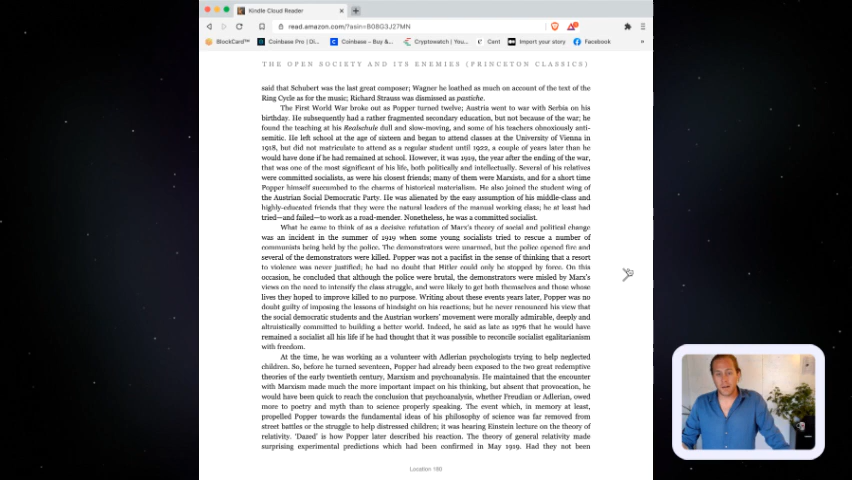 Kindle Cloud Reader
read.amazon.com/?asin=B08G3J27MN
BlockCard™ Coinbase Pro | Di... Coinbase – Buy &... Cryptowatch | You... Cent Import your story Facebook
THE OPEN SOCIETY AND ITS ENEMIES (PRINCETON CLASSICS)
said that Schubert was the last great composer; Wagner he loathed as much on account of the text of the
Ring Cycle as for the music; Richard Strauss was dismissed as pastiche.
The First World War broke out as Popper turned twelve; Austria went to war with Serbia on his
birthday. He subsequently had a rather fragmented secondary education, but not because of the war; he
found the teaching at his Realschule dull and slow-moving, and some of his teachers obnoxiously anti-
semitic. He left school at the age of sixteen and began to attend classes at the University of Vienna in
1918, but did not matriculate to attend as a regular student until 1922, a couple of years later than he
would have done if he had remained at school. However, it was 1919, the year after the ending of the war,
that was one of the most significant of his life, both politically and intellectually. Several of his relatives
were committed socialists, as were his closest friends; many of them were Marxists, and for a short time
Popper himself succumbed to the charms of historical materialism. He also joined the student wing of
the Austrian Social Democratic Party. He was alienated by the easy assumption of his middle-class and
highly-educated friends that they were the natural leaders of the manual working class; he at least had
tried—and failed—to work as a road-mender. Nonetheless, he was a committed socialist.
What he came to think of as a decisive refutation of Marx's theory of social and political change
was an incident in the summer of 1919 when some young socialists tried to rescue a number of
communists being held by the police. The demonstrators were unarmed, but the police opened fire and
several of the demonstrators were killed. Popper was not a pacifist in the sense of thinking that a resort
to violence was never justified; he had no doubt that Hitler could only be stopped by force. On this
occasion, he concluded that although the police were brutal, the demonstrators were misled by Marx's
views on the need to intensify the class struggle, and were likely to get both themselves and those whose
lives they hoped to improve killed to no purpose. Writing about these events years later, Popper was no
doubt guilty of imposing the lessons of hindsight on his reactions; but he never renounced his view that
the social democratic students and the Austrian workers' movement were morally admirable, deeply and
altruistically committed to building a better world. Indeed, he said as late as 1976 that he would have
remained a socialist all his life if he had thought that it was possible to reconcile socialist egalitarianism
with freedom.
At the time, he was working as a volunteer with Adlerian psychologists trying to help neglected
children. So, before he turned seventeen, Popper had already been exposed to the two great redemptive
theories of the early twentieth century, Marxism and psychoanalysis. He maintained that the encounter
with Marxism made much the more important impact on his thinking, but absent that provocation, he
would have been quick to reach the conclusion that psychoanalysis, whether Freudian or Adlerian, owed
more to poetry and myth than to science properly speaking. The event which, in memory at least,
propelled Popper towards the fundamental ideas of his philosophy of science was far removed from
street battles or the struggle to help distressed children; it was hearing Einstein lecture on the theory of
relativity. 'Dazed' is how Popper later described his reaction. The theory of general relativity made
surprising experimental predictions which had been confirmed in May 1919. Had they not been
Location 180